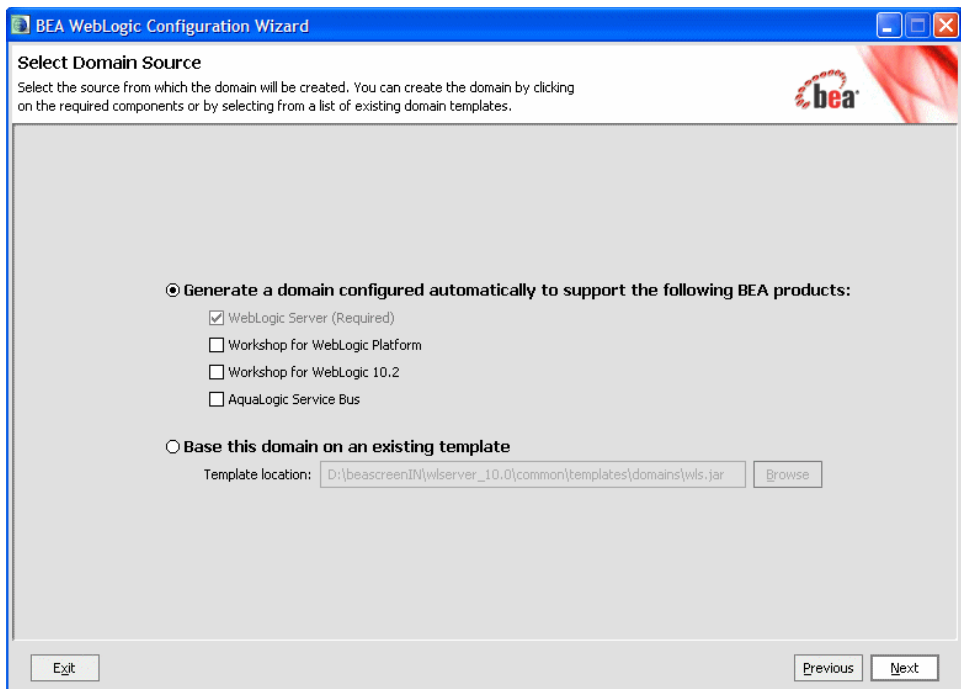 BEA WebLogic Configuration Wizard
Select Domain Source
Select the source from which the domain will be created. You can create the domain by clicking
on the required components or by selecting from a list of existing domain templates.
bea
Generate a domain configured automatically to support the following BEA products:
WebLogic Server (Required)
Workshop for WebLogic Platform
Workshop for WebLogic 10.2
AquaLogic Service Bus
Base this domain on an existing template
Template location: D:\beascreenIN\wlserver_10.0\common\templates\domains\wls.jar Browse
Exit Previous Next